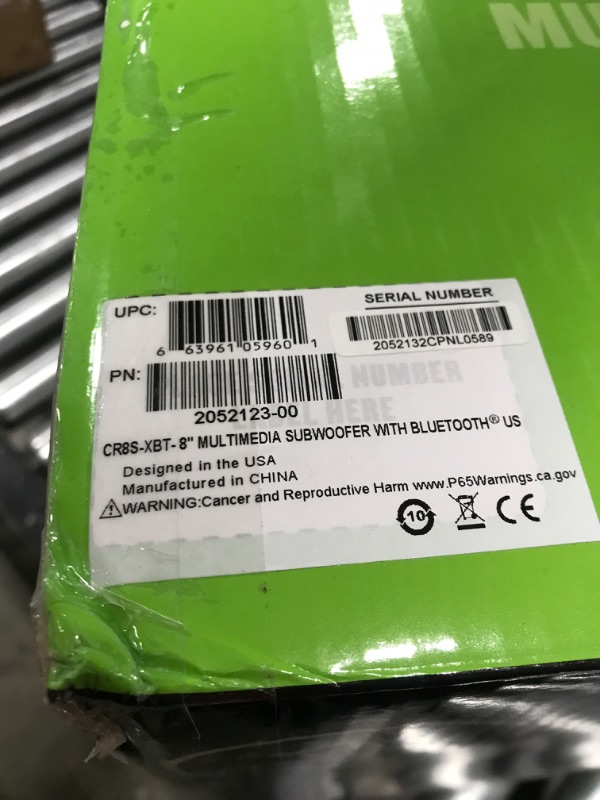 MU
UPC:
6 63961 05960 1
SERIAL NUMBER
2052132CPNL0589
PN:
NUMBER
2052123-00
HERE
CR8S-XBT- 8" MULTIMEDIA SUBWOOFER WITH BLUETOOTH® US
Designed in the USA
Manufactured in CHINA
WARNING:Cancer and Reproductive Harm www.P65Warnings.ca.gov
10
CE